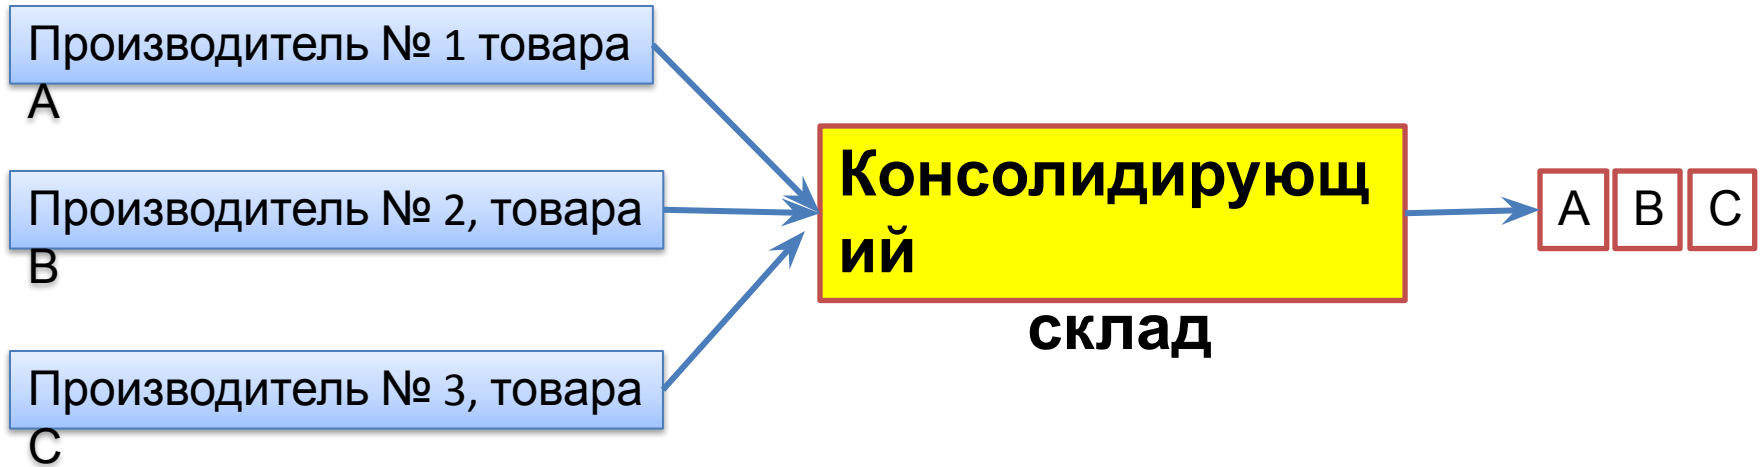 Производитель № 1 товара
А
Производитель № 2, товара
В
Производитель № 3, товара
С
Консолидирующ
ий
склад
А В С